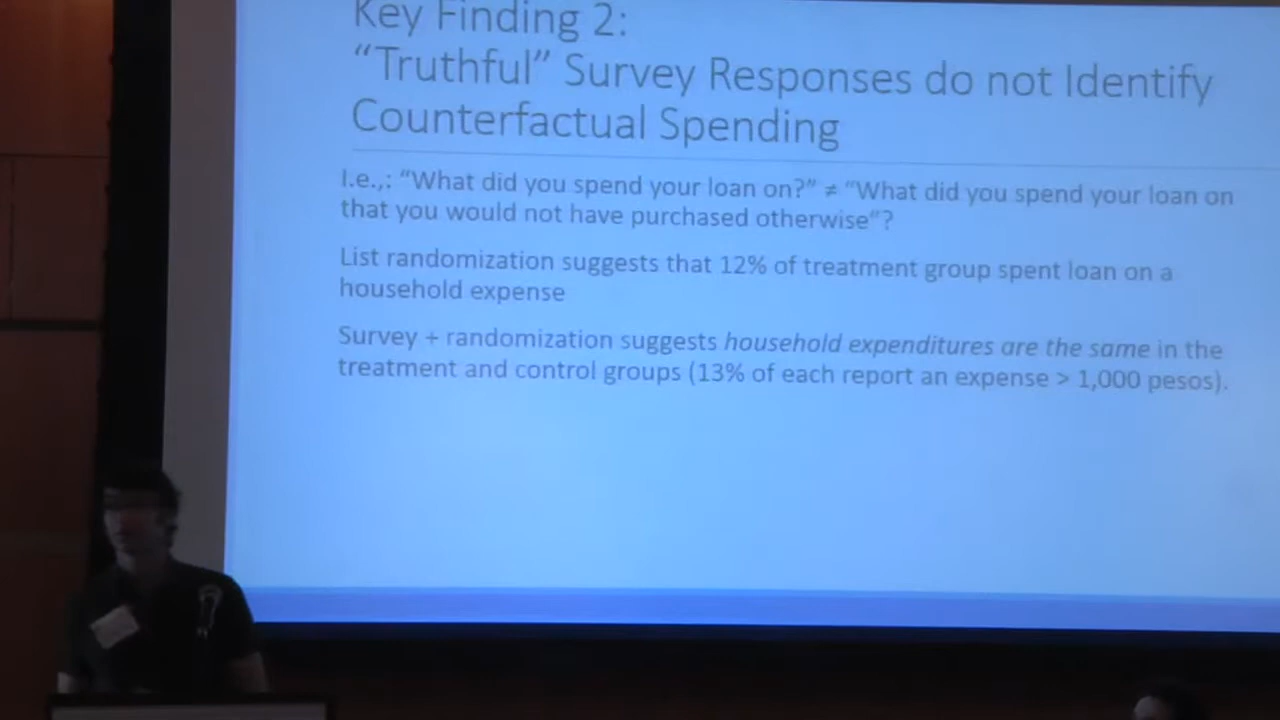 Key Finding 2:
“Truthful” Survey Responses do not Identify
Counterfactual Spending
I.e.,: “What did you spend your loan on?” ≠ “What did you spend your loan on
that you would not have purchased otherwise”?
List randomization suggests that 12% of treatment group spent loan on a
household expense
Survey + randomization suggests household expenditures are the same in the
treatment and control groups (13% of each report an expense > 1,000 pesos).